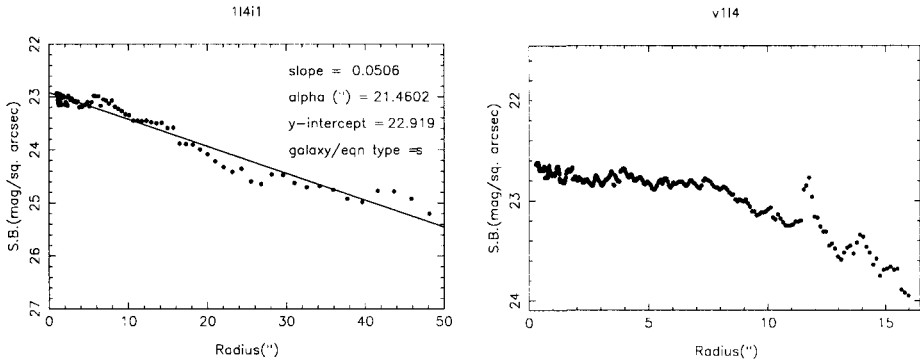 1l4i1
22
23
24
25
26
27
S.B.(mag/sq. arcsec)
slope = 0.0506
alpha (") = 21.4602
y-intercept = 22.919
galaxy/eqn type =s
0 10 20 30 40 50
Radius(")
v1l4
22
23
24
S.B.(mag/sq. arcsec)
0 5 10 15
Radius(")